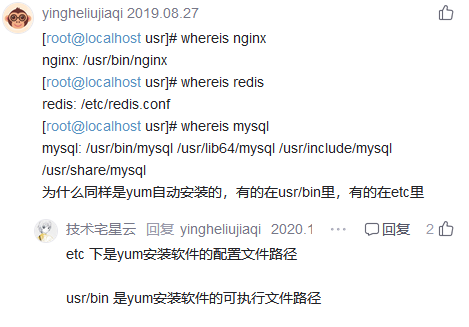 yingheliujiaqi 2019.08.27
[root@localhost usr]# whereis nginx
nginx: /usr/bin/nginx
[root@localhost usr]# whereis redis
redis: /etc/redis.conf
[root@localhost usr]# whereis mysql
mysql: /usr/bin/mysql /usr/lib64/mysql /usr/include/mysql
/usr/share/mysql
为什么同样是yum自动安装的，有的在usr/bin里，有的在etc里
技术宅星云 回复 yingheliujiaqi 2020.1 ··· 回复 2
etc 下是yum安装软件的配置文件路径
usr/bin 是yum安装软件的可执行文件路径